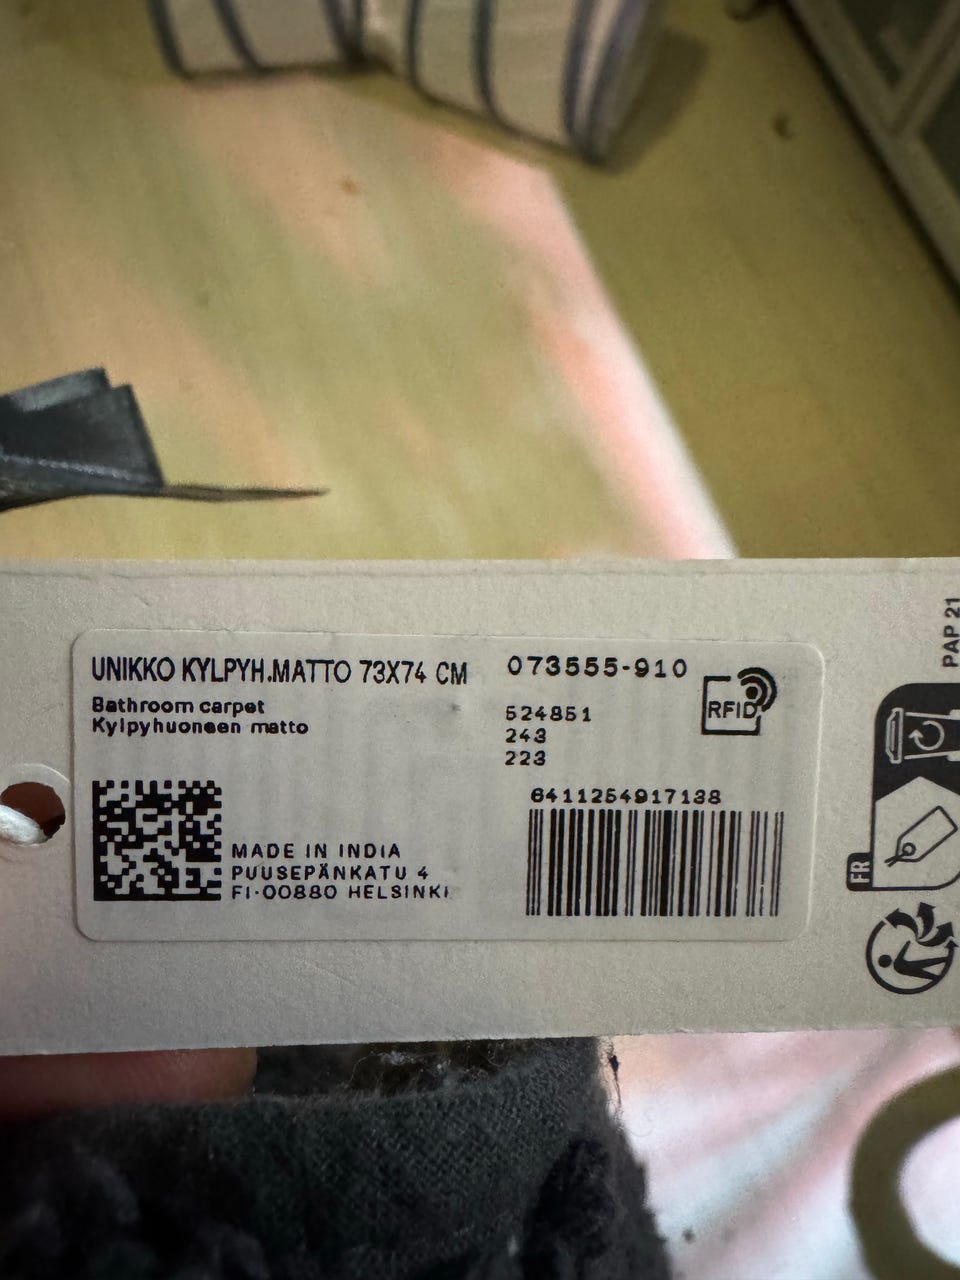 UNIKKO KYLPYH.MATTO 73X74 CM
Bathroom carpet
Kylpyhuoneen matto
073555-910
524851
243
223
RFID
6411254917138
MADE IN INDIA
PUUSEPÄNKATU 4
FI-00880 HELSINKI
PAP 21
FR